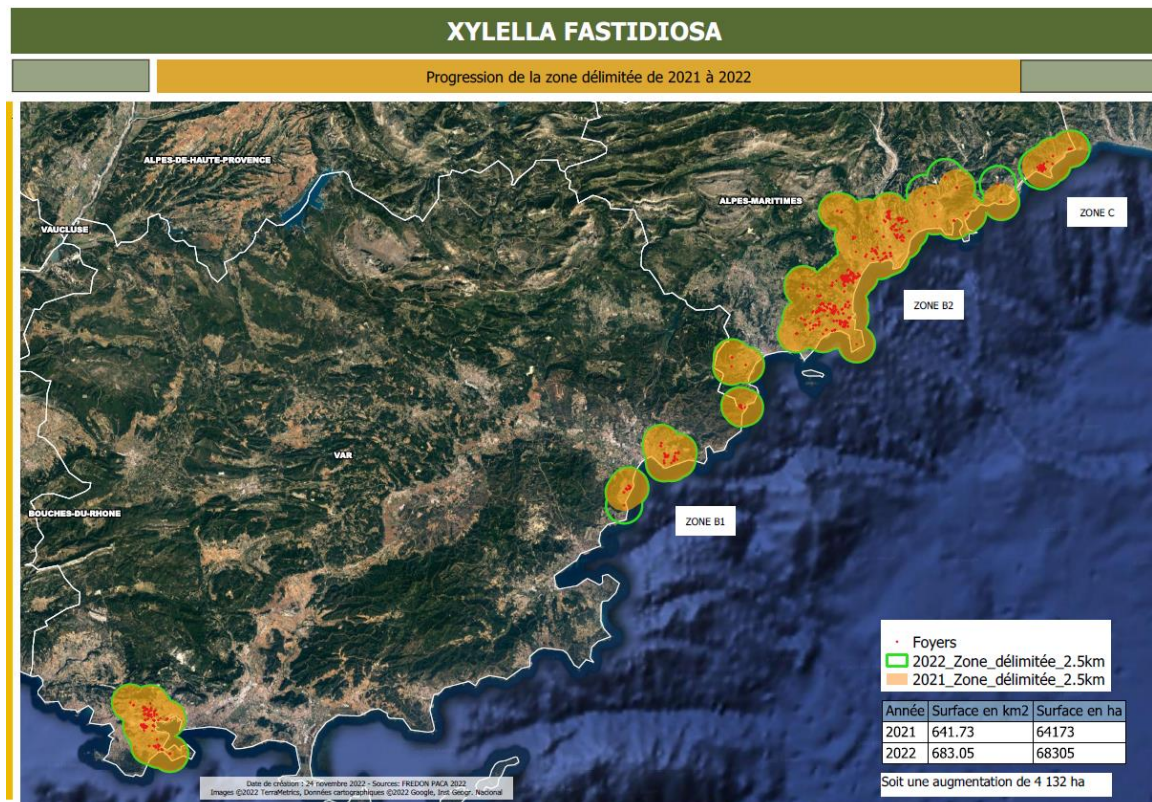 XYLELLA FASTIDIOSA
Progression de la zone délimitée de 2021 à 2022
ALPES-DE-HAUTE-PROVENCE
VAUCLUSE
ALPES-MARITIMES
ZONE C
ZONE B2
VAR
BOUCHES-DU-RHONE
ZONE B1
Foyers
2022_Zone_délimitée_2.5km
2021_Zone_délimitée_2.5km
Année Surface en km2 Surface en ha
2021 641.73 64173
2022 683.05 68305
Soit une augmentation de 4 132 ha
Date de création : 24 novembre 2022 - Sources: FREDON PACA 2022
Images ©2022 TerraMetrics, Données cartographiques ©2022 Google, Inst Geogr. Nacional